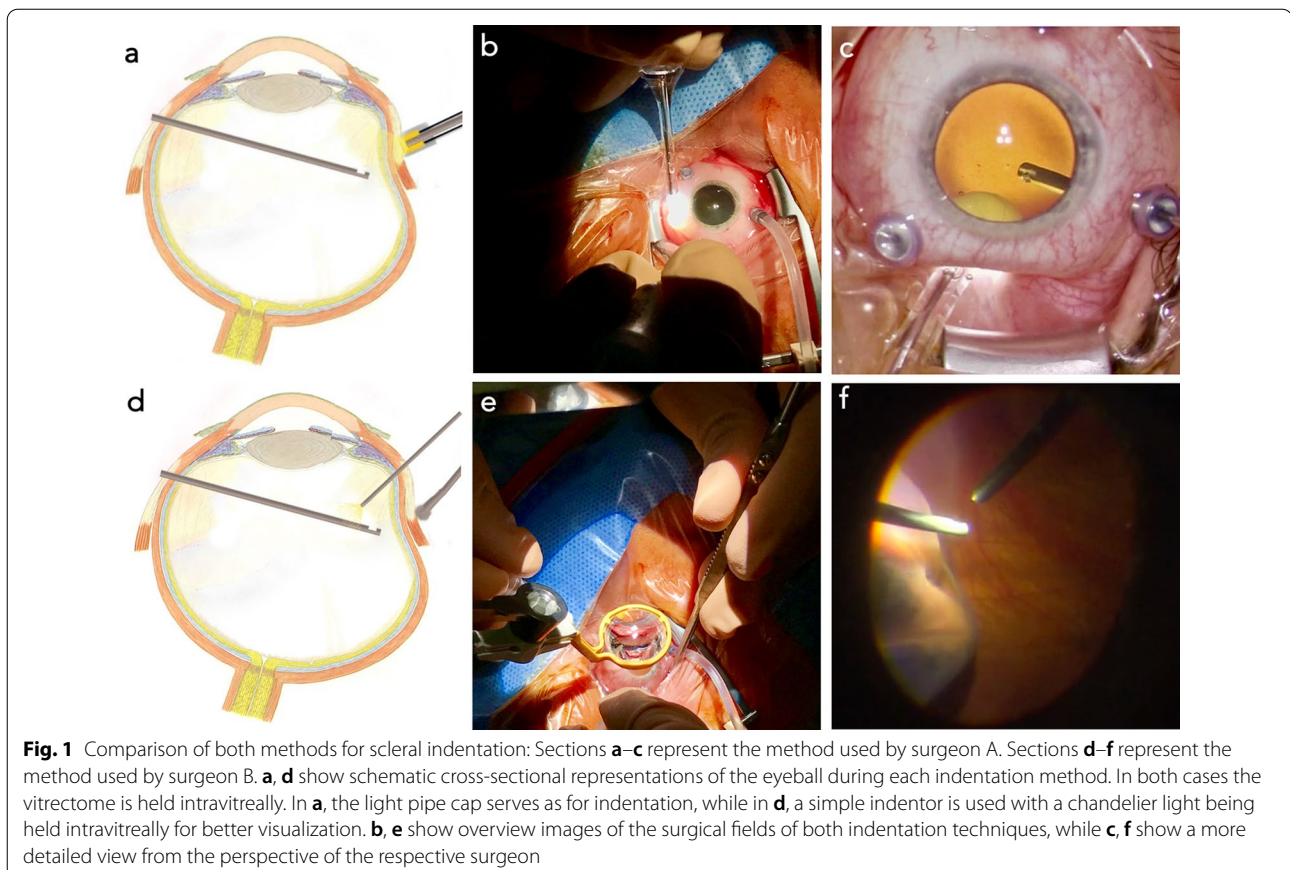 a
b
c
d
e
f
Fig. 1 Comparison of both methods for scleral indentation: Sections a–c represent the method used by surgeon A. Sections d–f represent the
method used by surgeon B. a, d show schematic cross-sectional representations of the eyeball during each indentation method. In both cases the
vitrectome is held intravitreally. In a, the light pipe cap serves as for indentation, while in d, a simple indentor is used with a chandelier light being
held intravitreally for better visualization. b, e show overview images of the surgical fields of both indentation techniques, while c, f show a more
detailed view from the perspective of the respective surgeon